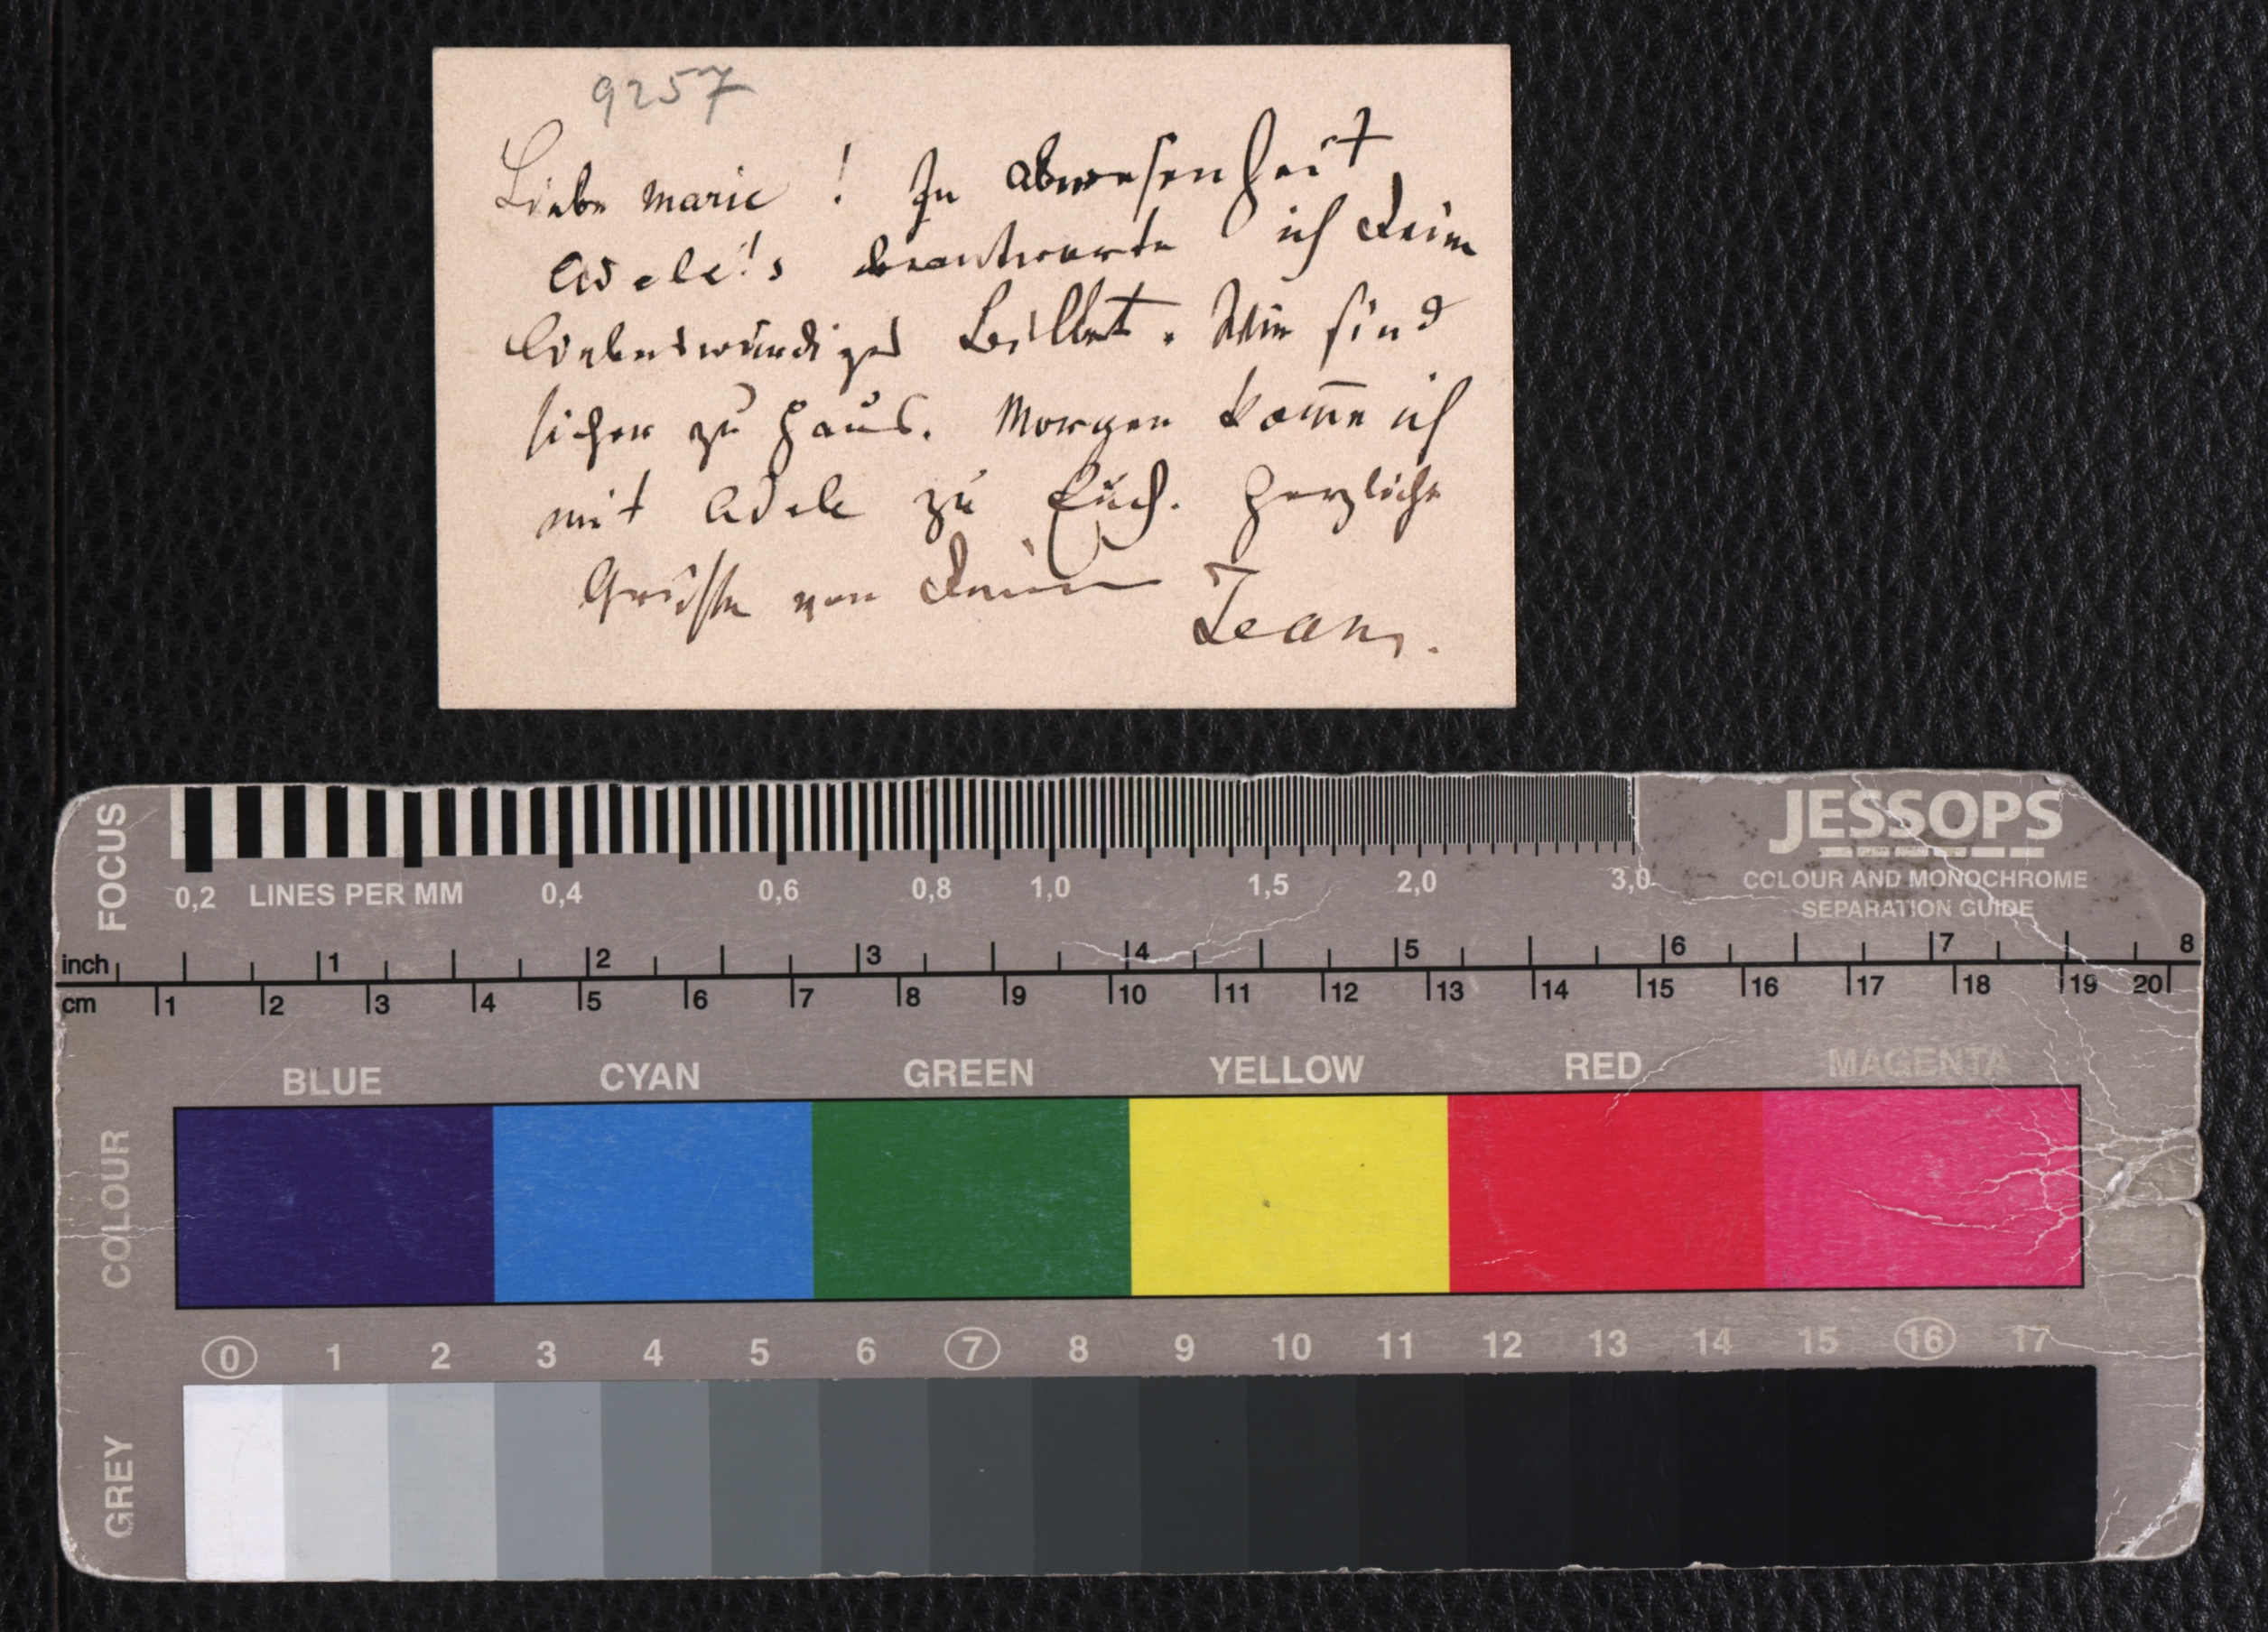 9257
Liebe Marie ! In Abwesenheit
Adele's beantworte ich Dein
liebenswürdiges Billet. Wir sind
sicher zu Haus. Morgen kom̅e ich
mit Adele zu Euch. Herzliche
Grüsse von Deinem
Jean.
FOCUS
JESSOPS
COLOUR AND MONOCHROME
SEPARATION GUIDE
0,2 LINES PER MM 0,4 0,6 0,8 1,0 1,5 2,0 3,0
inch 1 2 3 4 5 6 7 8
cm 1 2 3 4 5 6 7 8 9 10 11 12 13 14 15 16 17 18 19 20
BLUE CYAN GREEN YELLOW RED MAGENTA
COLOUR
0 1 2 3 4 5 6 7 8 9 10 11 12 13 14 15 16 17
GREY